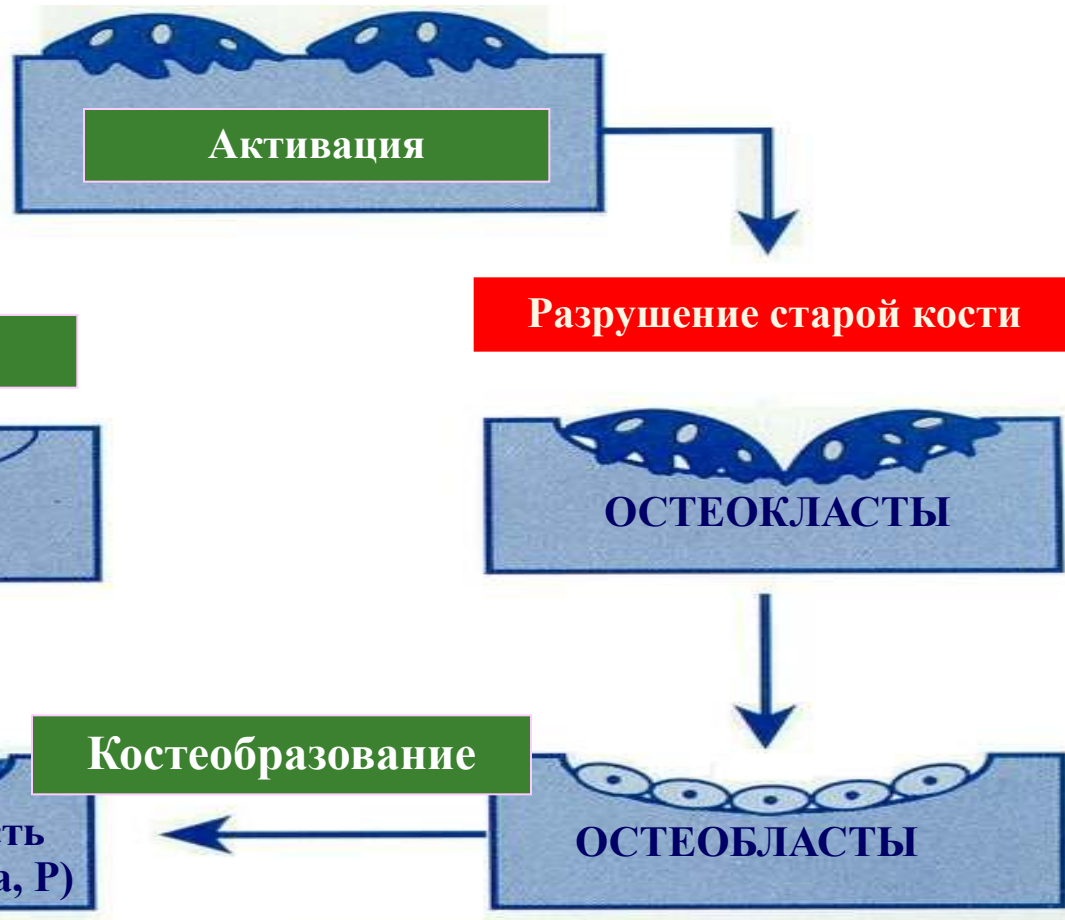 Активация
Разрушение старой кости
ОСТЕОКЛАСТЫ
Костеобразование
ОСТЕОБЛАСТЫ
P)